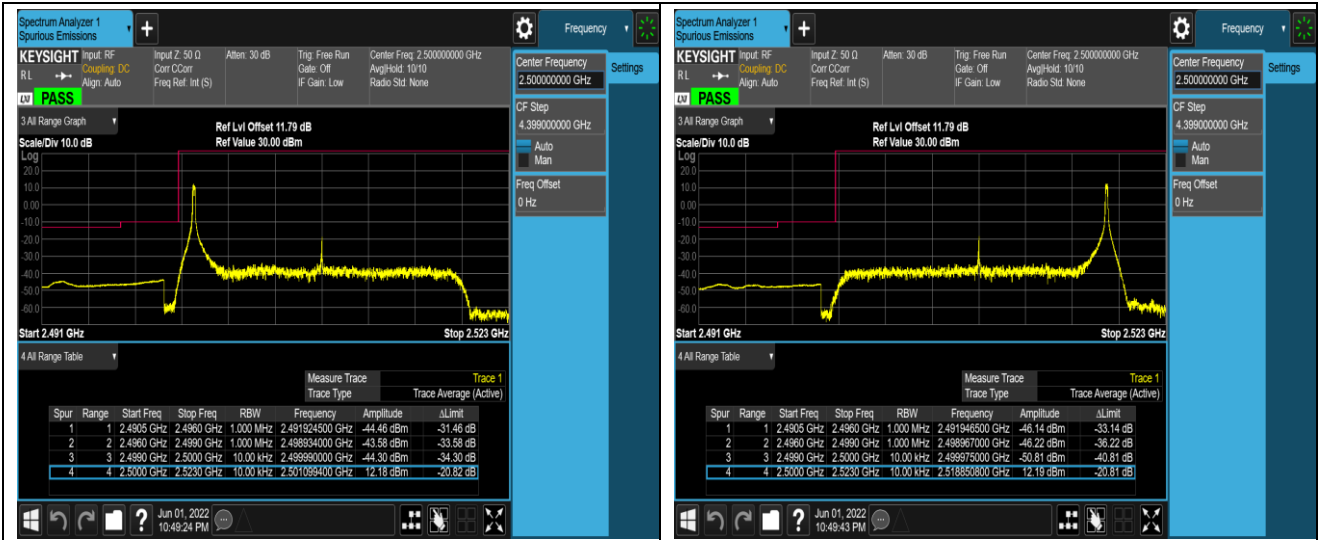 Spectrum Analyzer 1
Spurious Emissions
+
Frequency
KEYSIGHT
R L
PASS
Input: RF
Coupling: DC
Align: Auto
Input Z: 50 Ω
Corr CCorr
Freq Ref: Int (S)
Atten: 30 dB
Trig: Free Run
Gate: Off
IF Gain: Low
Center Freq: 2.500000000 GHz
Avg|Hold: 10/10
Radio Std: None
Center Frequency
2.500000000 GHz
Settings
CF Step
4.399000000 GHz
Auto
Man
Freq Offset
0 Hz
3 All Range Graph
Ref Lvl Offset 11.79 dB
Scale/Div 10.0 dB
Ref Value 30.00 dBm
Log
20.0
10.0
0.00
-10.0
-20.0
-30.0
-40.0
-50.0
-60.0
Start 2.491 GHz
Stop 2.523 GHz
4 All Range Table
Measure Trace Trace 1
Trace Type Trace Average (Active)
Spur Range Start Freq Stop Freq RBW Frequency Amplitude ΔLimit
1 1 2.4905 GHz 2.4960 GHz 1.000 MHz 2.491924500 GHz -44.46 dBm -31.46 dB
2 2 2.4960 GHz 2.4990 GHz 1.000 MHz 2.498934000 GHz -43.58 dBm -33.58 dB
3 3 2.4990 GHz 2.5000 GHz 10.00 kHz 2.499990000 GHz -44.30 dBm -34.30 dB
4 4 2.5000 GHz 2.5230 GHz 10.00 kHz 2.501099400 GHz 12.18 dBm -20.82 dB
?
Jun 01, 2022
10:49:24 PM
Spectrum Analyzer 1
Spurious Emissions
+
Frequency
KEYSIGHT
R L
PASS
Input: RF
Coupling: DC
Align: Auto
Input Z: 50 Ω
Corr CCorr
Freq Ref: Int (S)
Atten: 30 dB
Trig: Free Run
Gate: Off
IF Gain: Low
Center Freq: 2.500000000 GHz
Avg|Hold: 10/10
Radio Std: None
Center Frequency
2.500000000 GHz
Settings
CF Step
4.399000000 GHz
Auto
Man
Freq Offset
0 Hz
3 All Range Graph
Ref Lvl Offset 11.79 dB
Scale/Div 10.0 dB
Ref Value 30.00 dBm
Log
20.0
10.0
0.00
-10.0
-20.0
-30.0
-40.0
-50.0
-60.0
Start 2.491 GHz
Stop 2.523 GHz
4 All Range Table
Measure Trace Trace 1
Trace Type Trace Average (Active)
Spur Range Start Freq Stop Freq RBW Frequency Amplitude ΔLimit
1 1 2.4905 GHz 2.4960 GHz 1.000 MHz 2.491946500 GHz -46.14 dBm -33.14 dB
2 2 2.4960 GHz 2.4990 GHz 1.000 MHz 2.498967000 GHz -46.22 dBm -36.22 dB
3 3 2.4990 GHz 2.5000 GHz 10.00 kHz 2.499975000 GHz -50.81 dBm -40.81 dB
4 4 2.5000 GHz 2.5230 GHz 10.00 kHz 2.518850800 GHz 12.19 dBm -20.81 dB
?
Jun 01, 2022
10:49:43 PM